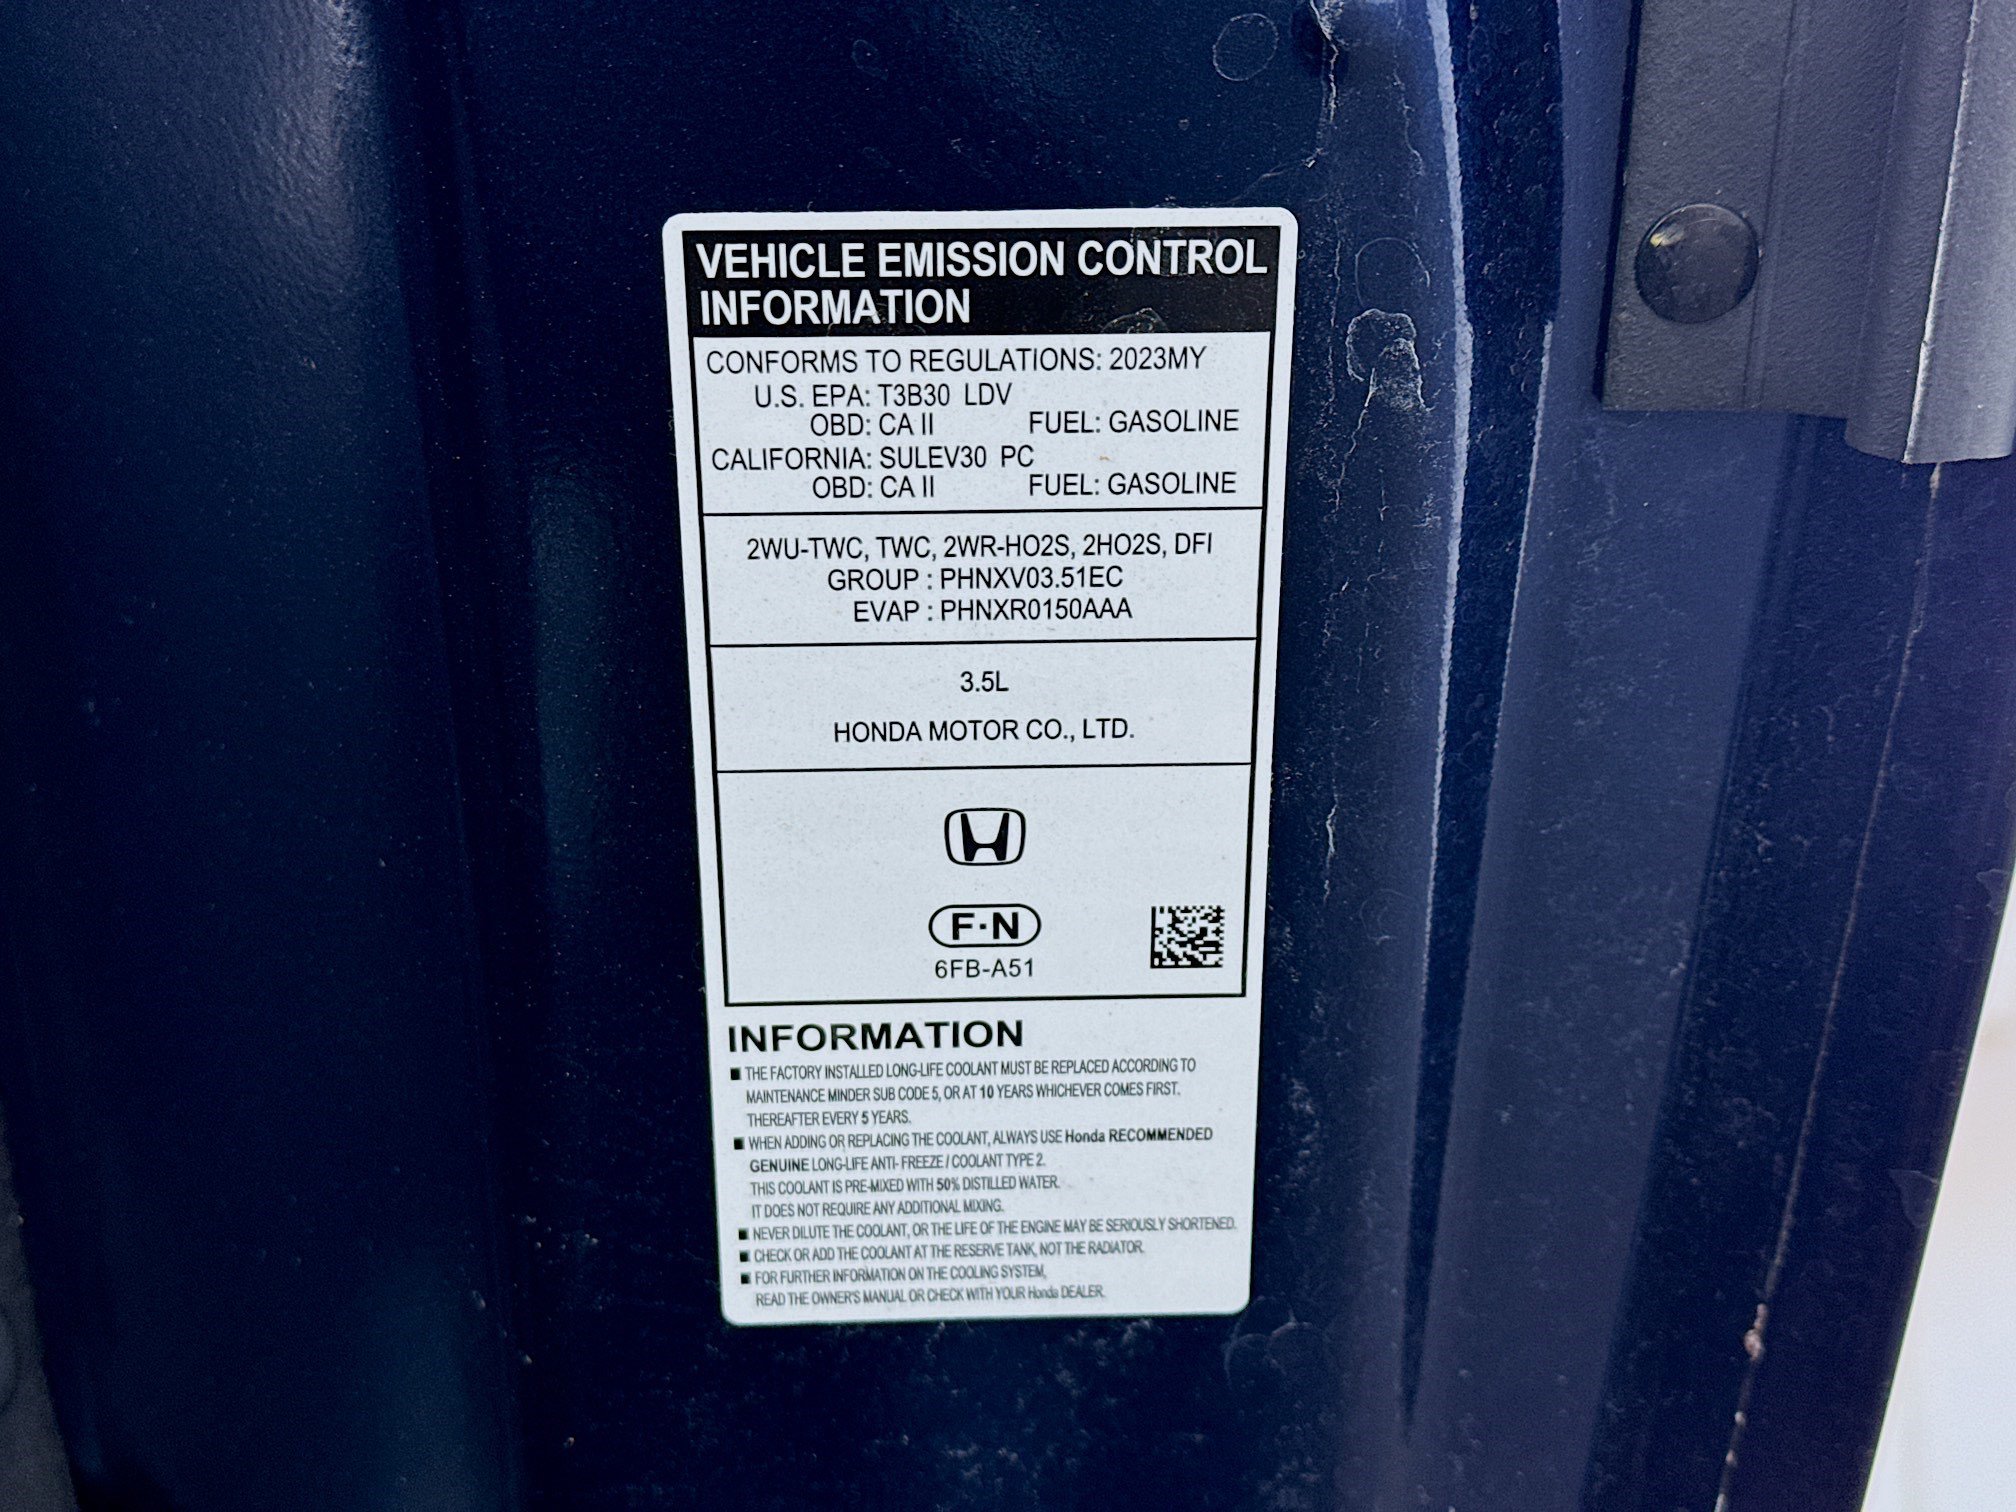 VEHICLE EMISSION CONTROL
INFORMATION
CONFORMS TO REGULATIONS: 2023MY
U.S. EPA: T3B30 LDV
OBD: CA II FUEL: GASOLINE
CALIFORNIA: SULEV30 PC
OBD: CA II FUEL: GASOLINE
2WU-TWC, TWC, 2WR-HO2S, 2HO2S, DFI
GROUP : PHNXV03.51EC
EVAP : PHNXR0150AAA
3.5L
HONDA MOTOR CO., LTD.
F·N
6FB-A51
INFORMATION
■ THE FACTORY INSTALLED LONG-LIFE COOLANT MUST BE REPLACED ACCORDING TO
MAINTENANCE MINDER SUB CODE 5, OR AT 10 YEARS WHICHEVER COMES FIRST.
THEREAFTER EVERY 5 YEARS.
■ WHEN ADDING OR REPLACING THE COOLANT, ALWAYS USE Honda RECOMMENDED
GENUINE LONG-LIFE ANTI-FREEZE / COOLANT TYPE 2.
THIS COOLANT IS PRE-MIXED WITH 50% DISTILLED WATER.
IT DOES NOT REQUIRE ANY ADDITIONAL MIXING.
■ NEVER DILUTE THE COOLANT, OR THE LIFE OF THE ENGINE MAY BE SERIOUSLY SHORTENED.
■ CHECK OR ADD THE COOLANT AT THE RESERVE TANK, NOT THE RADIATOR.
■ FOR FURTHER INFORMATION ON THE COOLING SYSTEM,
READ THE OWNER'S MANUAL OR CHECK WITH YOUR Honda DEALER.